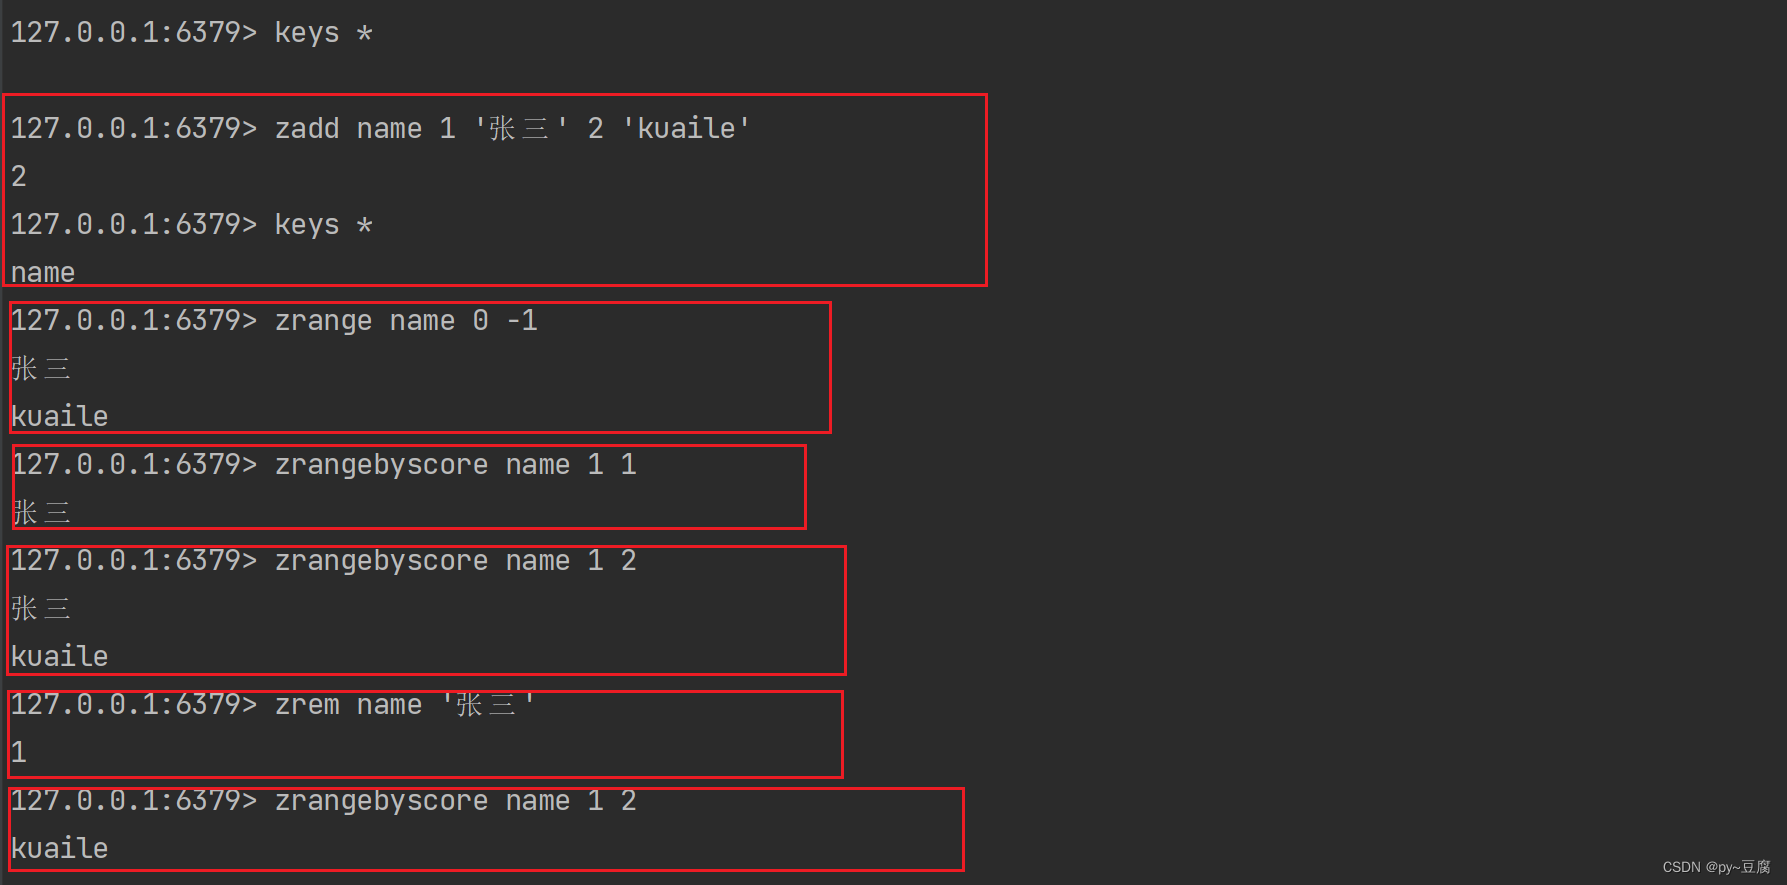 127.0.0.1:6379> keys *
127.0.0.1:6379> zadd name 1 '张三' 2 'kuaile'
2
127.0.0.1:6379> keys *
name
127.0.0.1:6379> zrange name 0 -1
张三
kuaile
127.0.0.1:6379> zrangebyscore name 1 1
张三
127.0.0.1:6379> zrangebyscore name 1 2
张三
kuaile
127.0.0.1:6379> zrem name '张三'
1
127.0.0.1:6379> zrangebyscore name 1 2
kuaile
CSDN @py~豆腐